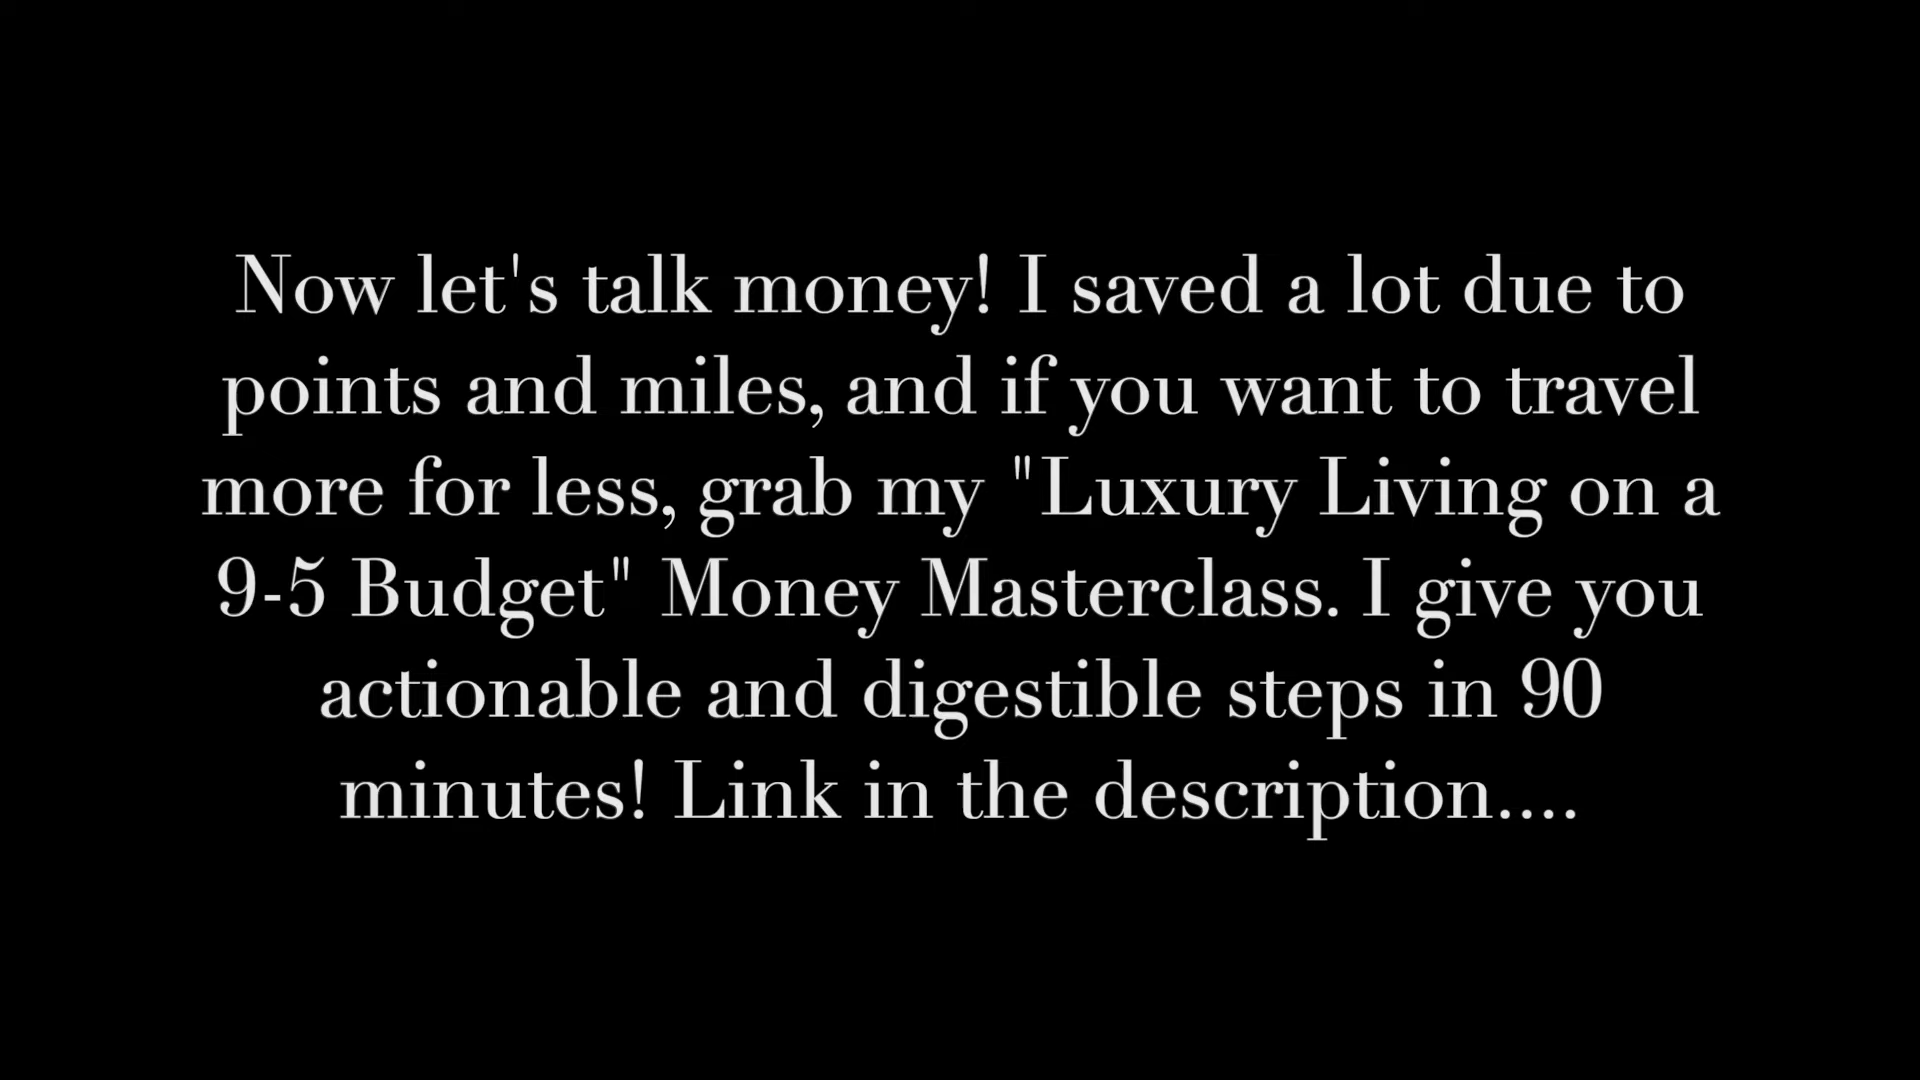 Now let's talk money! I saved a lot due to
points and miles, and if you want to travel
more for less, grab my "Luxury Living on a
9-5 Budget" Money Masterclass. I give you
actionable and digestible steps in 90
minutes! Link in the description....